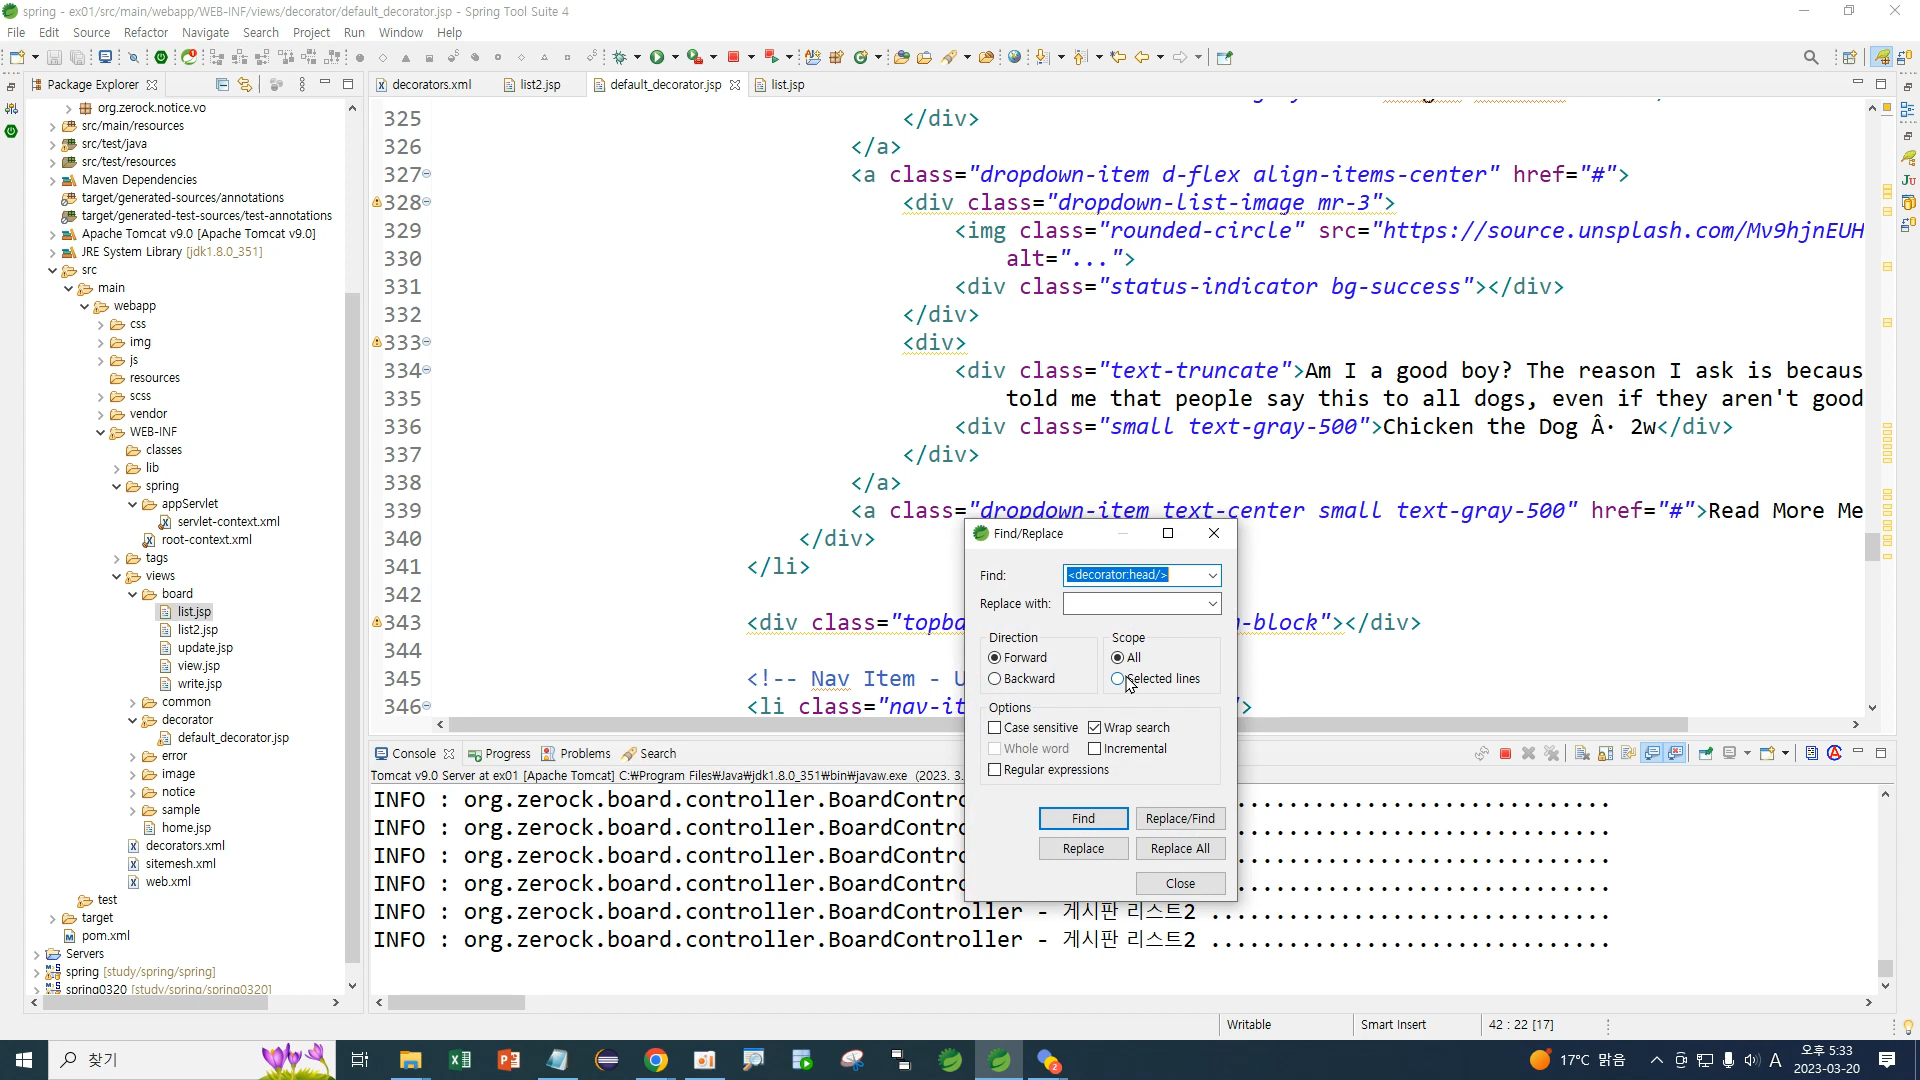 spring - ex01/src/main/webapp/WEB-INF/views/decorator/default_decorator.jsp - Spring Tool Suite 4
File Edit Source Refactor Navigate Search Project Run Window Help
Package Explorer
decorators.xml list2.jsp default_decorator.jsp list.jsp
org.zerock.notice.vo
src/main/resources
src/test/java
src/test/resources
Maven Dependencies
target/generated-sources/annotations
target/generated-test-sources/test-annotations
Apache Tomcat v9.0 [Apache Tomcat v9.0]
JRE System Library [jdk1.8.0_351]
src
main
webapp
css
img
js
resources
scss
vendor
WEB-INF
classes
lib
spring
appServlet
servlet-context.xml
root-context.xml
tags
views
board
list.jsp
list2.jsp
update.jsp
view.jsp
write.jsp
common
decorator
default_decorator.jsp
error
image
notice
sample
home.jsp
decorators.xml
sitemesh.xml
web.xml
test
target
pom.xml
Servers
spring [study/spring/spring]
spring0320 [study/spring/spring0320]
325 </div>
326 </a>
327 <a class="dropdown-item d-flex align-items-center" href="#">
328 <div class="dropdown-list-image mr-3">
329 <img class="rounded-circle" src="https://source.unsplash.com/Mv9hjnEUH
330 alt="...">
331 <div class="status-indicator bg-success"></div>
332 </div>
333 <div>
334 <div class="text-truncate">Am I a good boy? The reason I ask is becaus
335 told me that people say this to all dogs, even if they aren't good
336 <div class="small text-gray-500">Chicken the Dog Â· 2w</div>
337 </div>
338 </a>
339 <a class="dropdown-item text-center small text-gray-500" href="#">Read More Me
340 </div>
341 </li>
342
343 <div class="topba -block"></div>
344
345 <!-- Nav Item - U
346 <li class="nav-it ">
Find/Replace
Find: <decorator:head/>
Replace with:
Direction Scope
Forward All
Backward Selected lines
Options
Case sensitive Wrap search
Whole word Incremental
Regular expressions
Find Replace/Find
Replace Replace All
Close
Console Progress Problems Search
Tomcat v9.0 Server at ex01 [Apache Tomcat] C:₩Program Files₩Java₩jdk1.8.0_351₩bin₩javaw.exe (2023. 3.
INFO : org.zerock.board.controller.BoardContro ..............................
INFO : org.zerock.board.controller.BoardContro ..............................
INFO : org.zerock.board.controller.BoardContro ..............................
INFO : org.zerock.board.controller.BoardContro ..............................
INFO : org.zerock.board.controller.BoardController - 게시판 리스트2 ................................
INFO : org.zerock.board.controller.BoardController - 게시판 리스트2 ................................
Writable Smart Insert 42 : 22 [17]
찾기
17°C 맑음 A 오후 5:33
2023-03-20